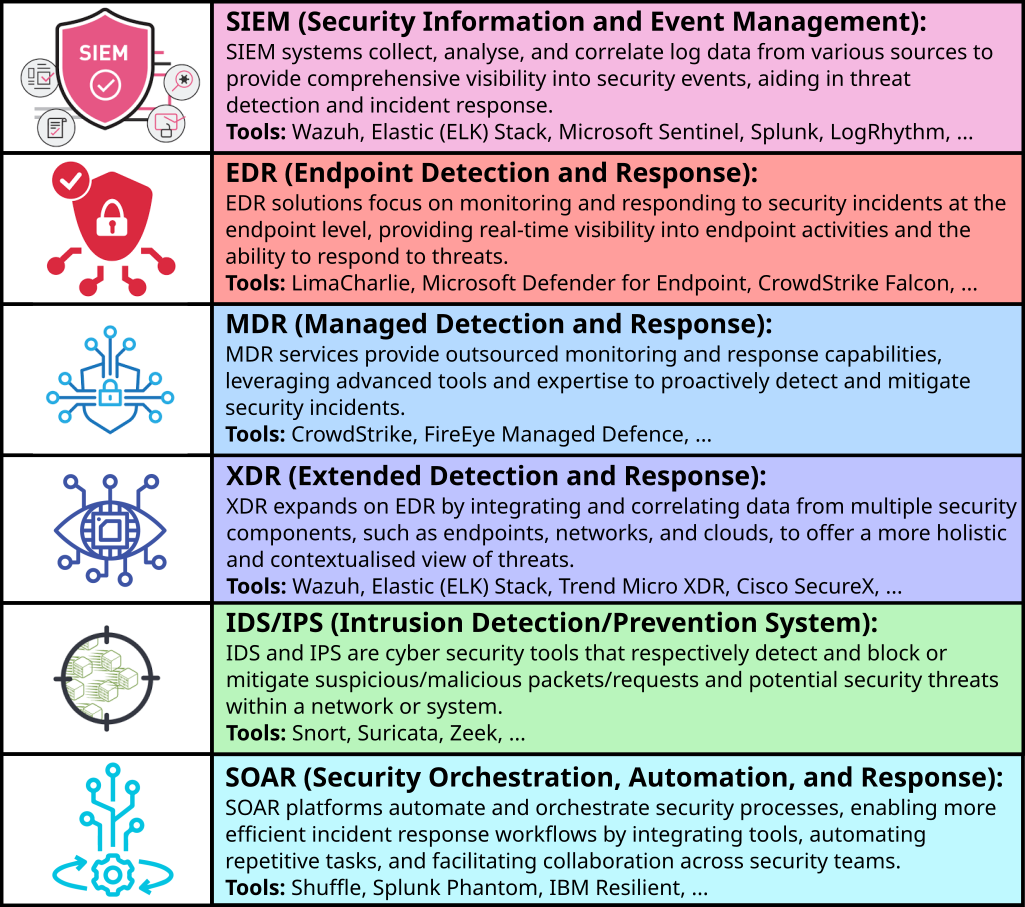 SIEM
SIEM (Security Information and Event Management):
SIEM systems collect, analyse, and correlate log data from various sources to
provide comprehensive visibility into security events, aiding in threat
detection and incident response.
Tools: Wazuh, Elastic (ELK) Stack, Microsoft Sentinel, Splunk, LogRhythm, ...
EDR (Endpoint Detection and Response):
EDR solutions focus on monitoring and responding to security incidents at the
endpoint level, providing real-time visibility into endpoint activities and the
ability to respond to threats.
Tools: LimaCharlie, Microsoft Defender for Endpoint, CrowdStrike Falcon, ...
MDR (Managed Detection and Response):
MDR services provide outsourced monitoring and response capabilities,
leveraging advanced tools and expertise to proactively detect and mitigate
security incidents.
Tools: CrowdStrike, FireEye Managed Defence, ...
XDR (Extended Detection and Response):
XDR expands on EDR by integrating and correlating data from multiple security
components, such as endpoints, networks, and clouds, to offer a more holistic
and contextualised view of threats.
Tools: Wazuh, Elastic (ELK) Stack, Trend Micro XDR, Cisco SecureX, ...
IDS/IPS (Intrusion Detection/Prevention System):
IDS and IPS are cyber security tools that respectively detect and block or
mitigate suspicious/malicious packets/requests and potential security threats
within a network or system.
Tools: Snort, Suricata, Zeek, ...
SOAR (Security Orchestration, Automation, and Response):
SOAR platforms automate and orchestrate security processes, enabling more
efficient incident response workflows by integrating tools, automating
repetitive tasks, and facilitating collaboration across security teams.
Tools: Shuffle, Splunk Phantom, IBM Resilient, ...